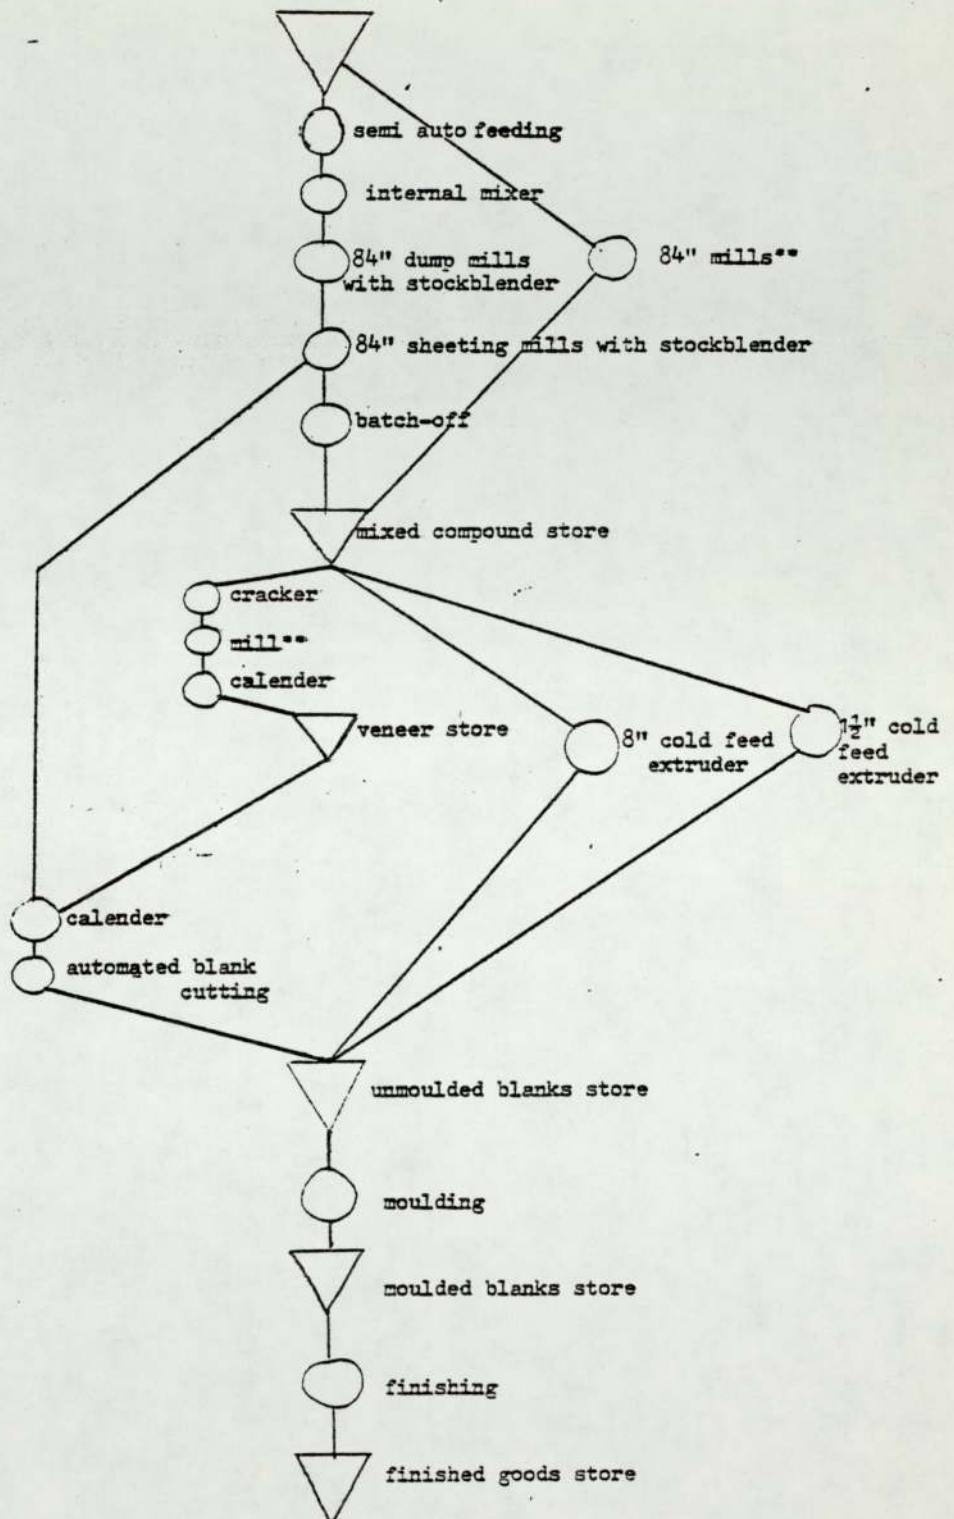 semi auto feeding
internal mixer
84" dump mills
with stockblender
84" mills**
84" sheeting mills with stockblender
batch-off
mixed compound store
cracker
mill**
calender
veneer store
8" cold feed
extruder
1½" cold
feed
extruder
calender
automated blank
cutting
unmoulded blanks store
moulding
moulded blanks store
finishing
finished goods store